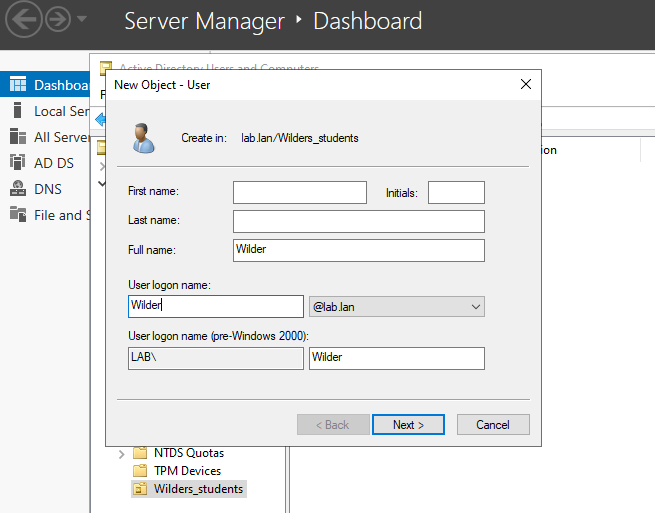 Server Manager ‣ Dashboard
Active Directory Users and Computers
Dashboa
Local Ser
All Server
AD DS
DNS
File and S
New Object - User
Create in: lab.lan/Wilders_students
First name:
Initials:
Last name:
Full name: Wilder
User logon name:
Wilder @lab.lan
User logon name (pre-Windows 2000):
LAB\ Wilder
< Back Next > Cancel
NTDS Quotas
TPM Devices
Wilders_students